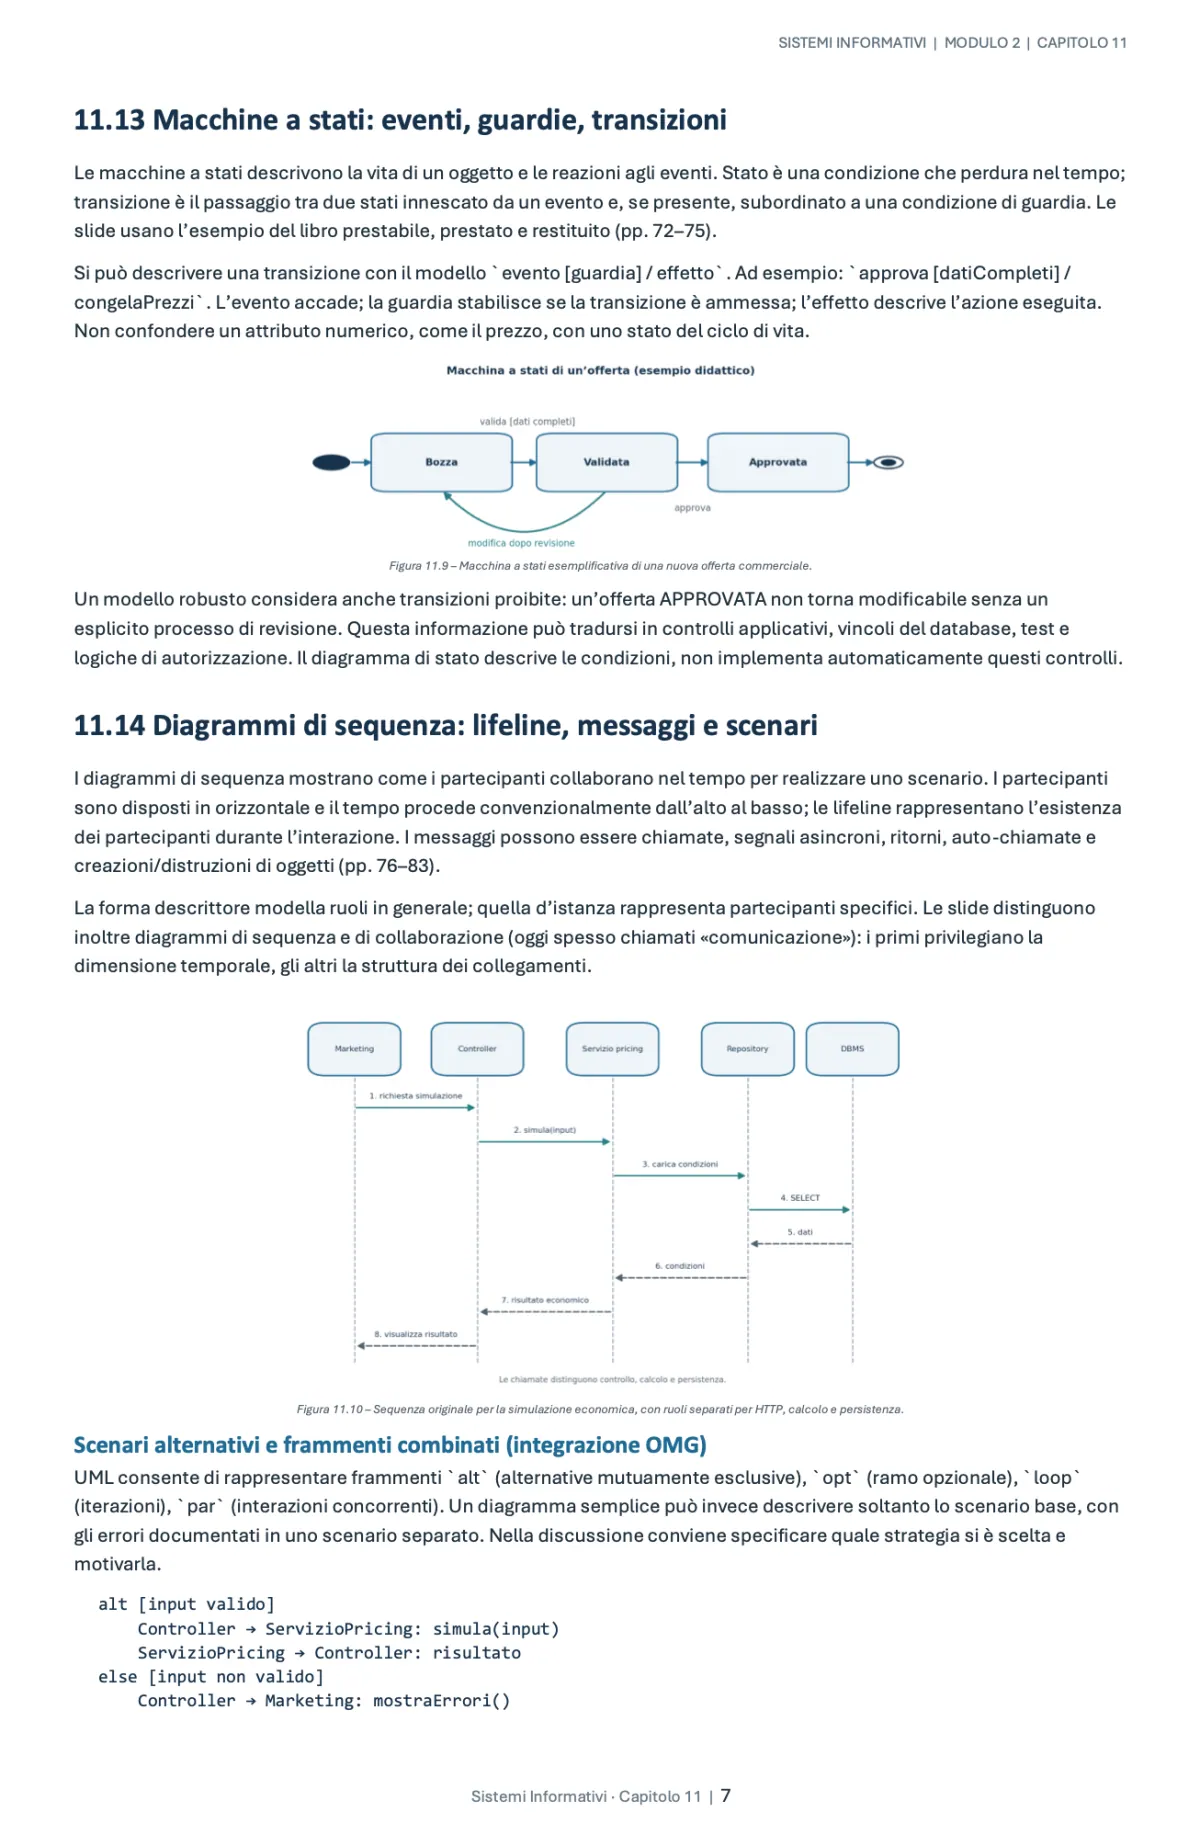 SISTEMI INFORMATIVI | MODULO 2 | CAPITOLO 11
11.13 Macchine a stati: eventi, guardie, transizioni
Le macchine a stati descrivono la vita di un oggetto e le reazioni agli eventi. Stato è una condizione che perdura nel tempo;
transizione è il passaggio tra due stati innescato da un evento e, se presente, subordinato a una condizione di guardia. Le
slide usano l’esempio del libro prestabile, prestato e restituito (pp. 72–75).
Si può descrivere una transizione con il modello `evento [guardia] / effetto`. Ad esempio: `approva [datiCompleti] /
congelaPrezzi`. L’evento accade; la guardia stabilisce se la transizione è ammessa; l’effetto descrive l’azione eseguita.
Non confondere un attributo numerico, come il prezzo, con uno stato del ciclo di vita.
Macchina a stati di un’offerta (esempio didattico)
valida [dati completi]
Bozza
Validata
Approvata
approva
modifica dopo revisione
Figura 11.9 – Macchina a stati esemplificativa di una nuova offerta commerciale.
Un modello robusto considera anche transizioni proibite: un’offerta APPROVATA non torna modificabile senza un
esplicito processo di revisione. Questa informazione può tradursi in controlli applicativi, vincoli del database, test e
logiche di autorizzazione. Il diagramma di stato descrive le condizioni, non implementa automaticamente questi controlli.
11.14 Diagrammi di sequenza: lifeline, messaggi e scenari
I diagrammi di sequenza mostrano come i partecipanti collaborano nel tempo per realizzare uno scenario. I partecipanti
sono disposti in orizzontale e il tempo procede convenzionalmente dall’alto al basso; le lifeline rappresentano l’esistenza
dei partecipanti durante l’interazione. I messaggi possono essere chiamate, segnali asincroni, ritorni, auto-chiamate e
creazioni/distruzioni di oggetti (pp. 76–83).
La forma descrittore modella ruoli in generale; quella d’istanza rappresenta partecipanti specifici. Le slide distinguono
inoltre diagrammi di sequenza e di collaborazione (oggi spesso chiamati «comunicazione»): i primi privilegiano la
dimensione temporale, gli altri la struttura dei collegamenti.
Marketing
Controller
Servizio pricing
Repository
DBMS
1. richiesta simulazione
2. simula(input)
3. carica condizioni
4. SELECT
5. dati
6. condizioni
7. risultato economico
8. visualizza risultato
Le chiamate distinguono controllo, calcolo e persistenza.
Figura 11.10 – Sequenza originale per la simulazione economica, con ruoli separati per HTTP, calcolo e persistenza.
Scenari alternativi e frammenti combinati (integrazione OMG)
UML consente di rappresentare frammenti `alt` (alternative mutuamente esclusive), `opt` (ramo opzionale), `loop`
(iterazioni), `par` (interazioni concorrenti). Un diagramma semplice può invece descrivere soltanto lo scenario base, con
gli errori documentati in uno scenario separato. Nella discussione conviene specificare quale strategia si è scelta e
motivarla.
alt [input valido]
Controller → ServizioPricing: simula(input)
ServizioPricing → Controller: risultato
else [input non valido]
Controller → Marketing: mostraErrori()
Sistemi Informativi · Capitolo 11 | 7